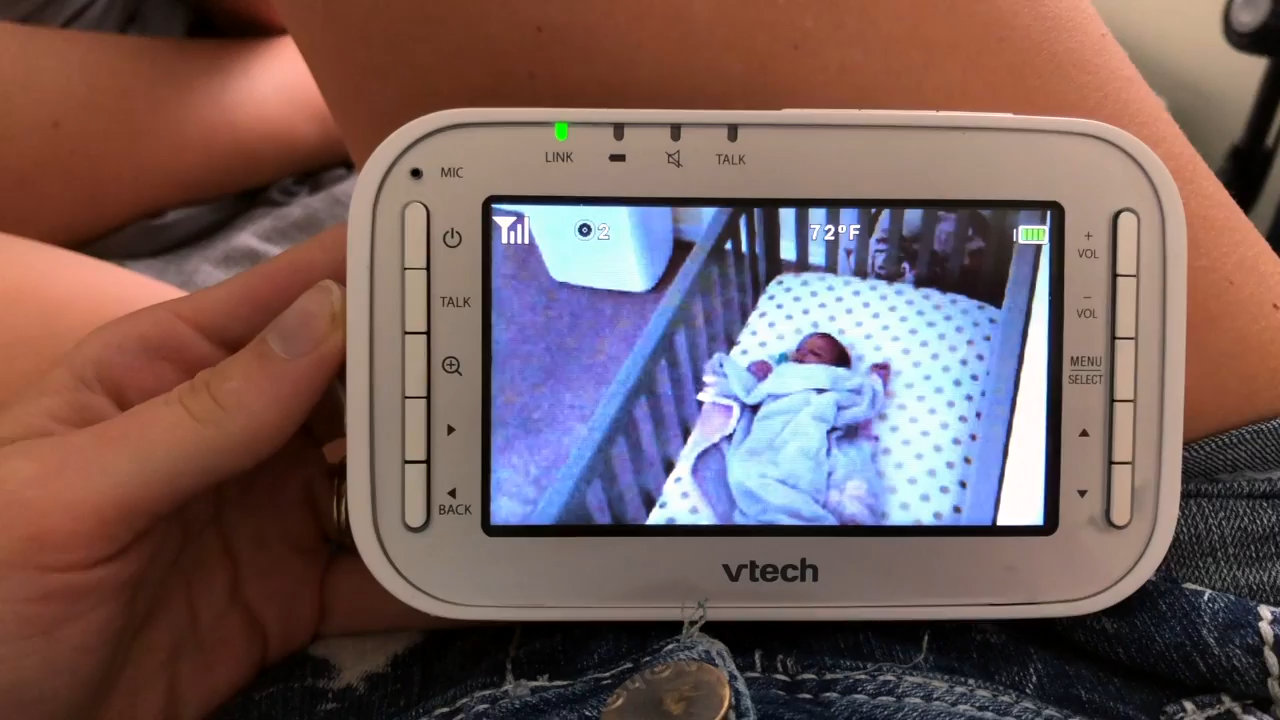 LINK
TALK
MIC
2
72°F
+
VOL
TALK
−
VOL
MENU
SELECT
BACK
vtech